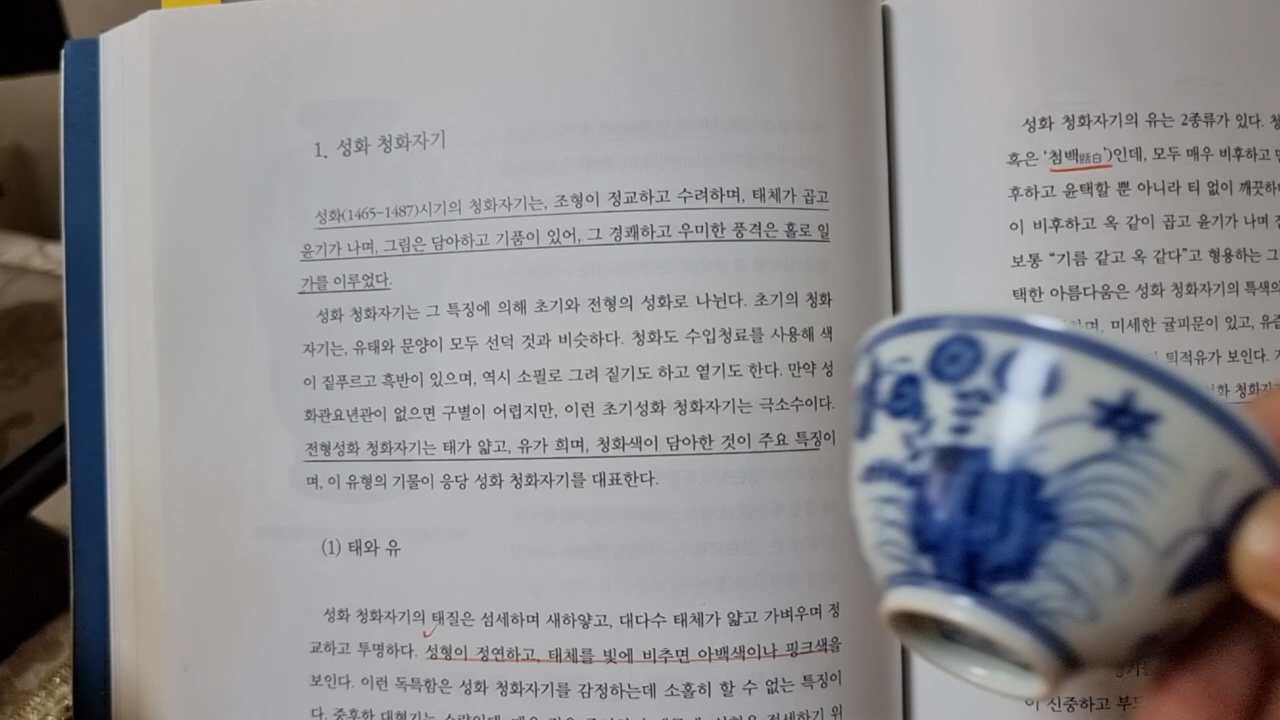 1. 성화 청화자기
성화(1465-1487)시기의 청화자기는, 조형이 정교하고 수려하며, 태체가 곱고
윤기가 나며, 그림은 담아하고 기품이 있어, 그 경쾌하고 우미한 풍격은 홀로 일
가를 이루었다.
성화 청화자기는 그 특징에 의해 초기와 전형의 성화로 나뉜다. 초기의 청화
자기는, 유태와 문양이 모두 선덕 것과 비슷하다. 청화도 수입청료를 사용해 색
이 짙푸르고 흑반이 있으며, 역시 소필로 그려 짙기도 하고 옅기도 한다. 만약 성
화관요년관이 없으면 구별이 어렵지만, 이런 초기성화 청화자기는 극소수이다.
전형성화 청화자기는 태가 얇고, 유가 희며, 청화색이 담아한 것이 주요 특징이
며, 이 유형의 기물이 응당 성화 청화자기를 대표한다.
(1) 태와 유
성화 청화자기의 태질은 섬세하며 새하얗고, 대다수 태체가 얇고 가벼우며 정
교하고 투명하다. 성형이 정연하고, 태체를 빛에 비추면 아백색이나 핑크색을
보인다. 이런 독특함은 성화 청화자기를 감정하는데 소홀히 할 수 없는 특징이
다. 중후한
성화 청화자기의 유는 2종류가 있다.
혹은 '첨백')인데, 모두 매우 비후하고
후하고 윤택할 뿐 아니라 티 없이 깨끗하
이 비후하고 옥 같이 곱고 윤기가 나며
보통 "기름 같고 옥 같다"고 형용하는 그
택한 아름다움은 성화 청화자기의 특색의
미세한 귤피문이 있고, 유
퇴적유가 보인다.
청화자
이 신중하고